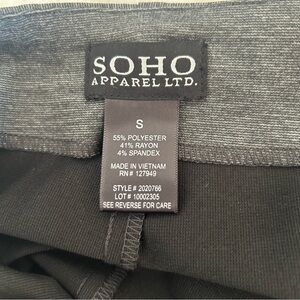 SOHO
APPAREL LTD.
S
55% POLYESTER
41% RAYON
4% SPANDEX
MADE IN VIETNAM
RN# 127949
STYLE # 2020766
LOT # 10002305
SEE REVERSE FOR CARE